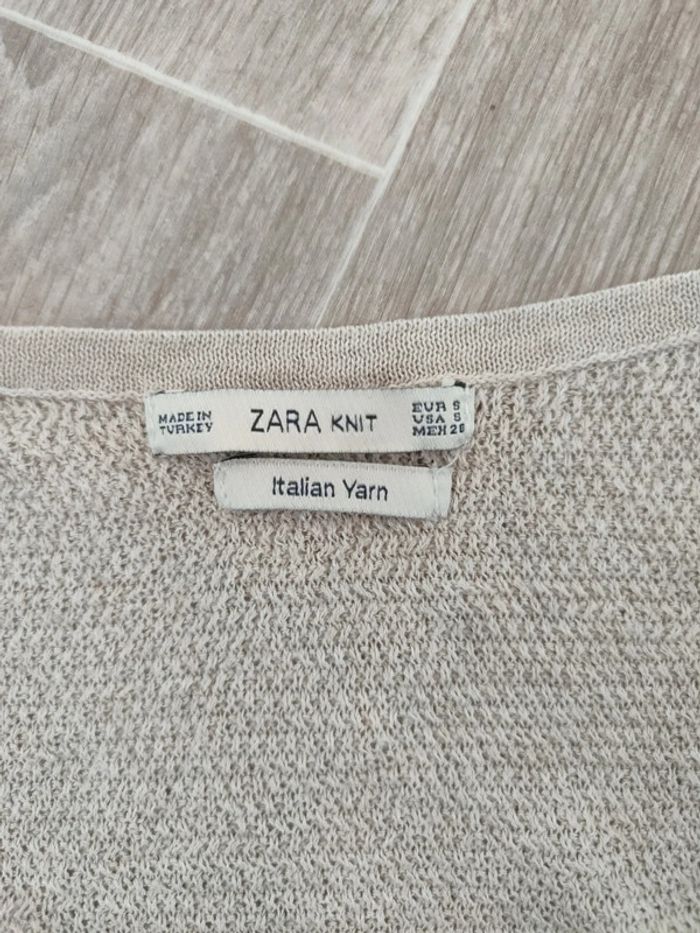 MADE IN
TURKEY
ZARA KNIT
EUR S
USA S
MEX 26
Italian Yarn